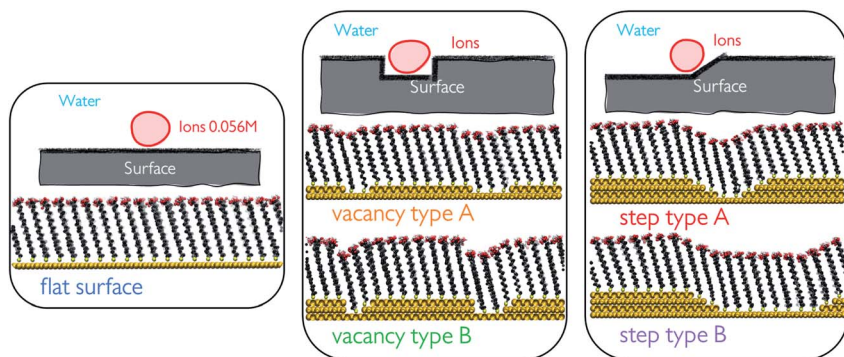 Water
Ions 0.056M
Surface
flat surface
Water
Ions
Surface
vacancy type A
vacancy type B
Water
Ions
Surface
step type A
step type B